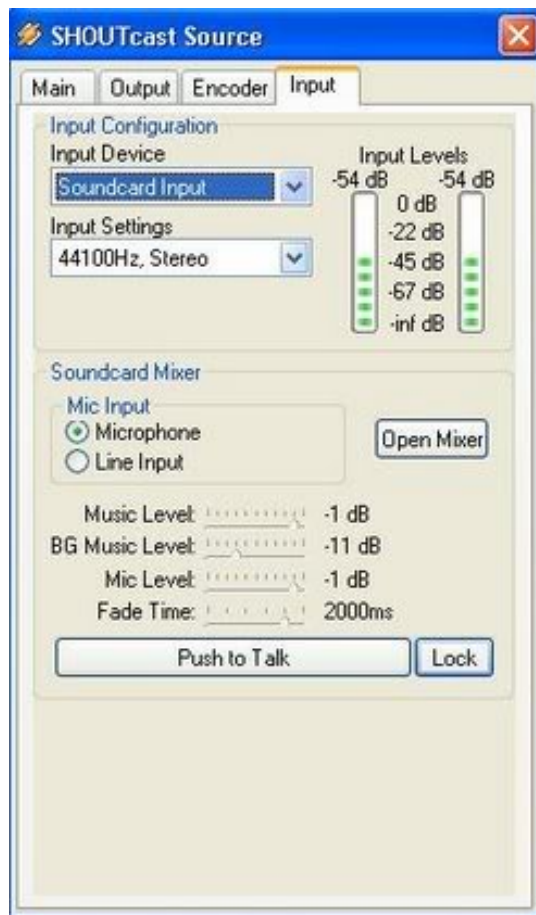 SHOUTcast Source
Main Output Encoder Input
Input Configuration
Input Device
Soundcard Input
Input Settings
44100Hz, Stereo
Input Levels
-54 dB -54 dB
0 dB
-22 dB
-45 dB
-67 dB
-inf dB
Soundcard Mixer
Mic Input
Microphone
Line Input
Open Mixer
Music Level: -1 dB
BG Music Level: -11 dB
Mic Level: -1 dB
Fade Time: 2000ms
Push to Talk Lock